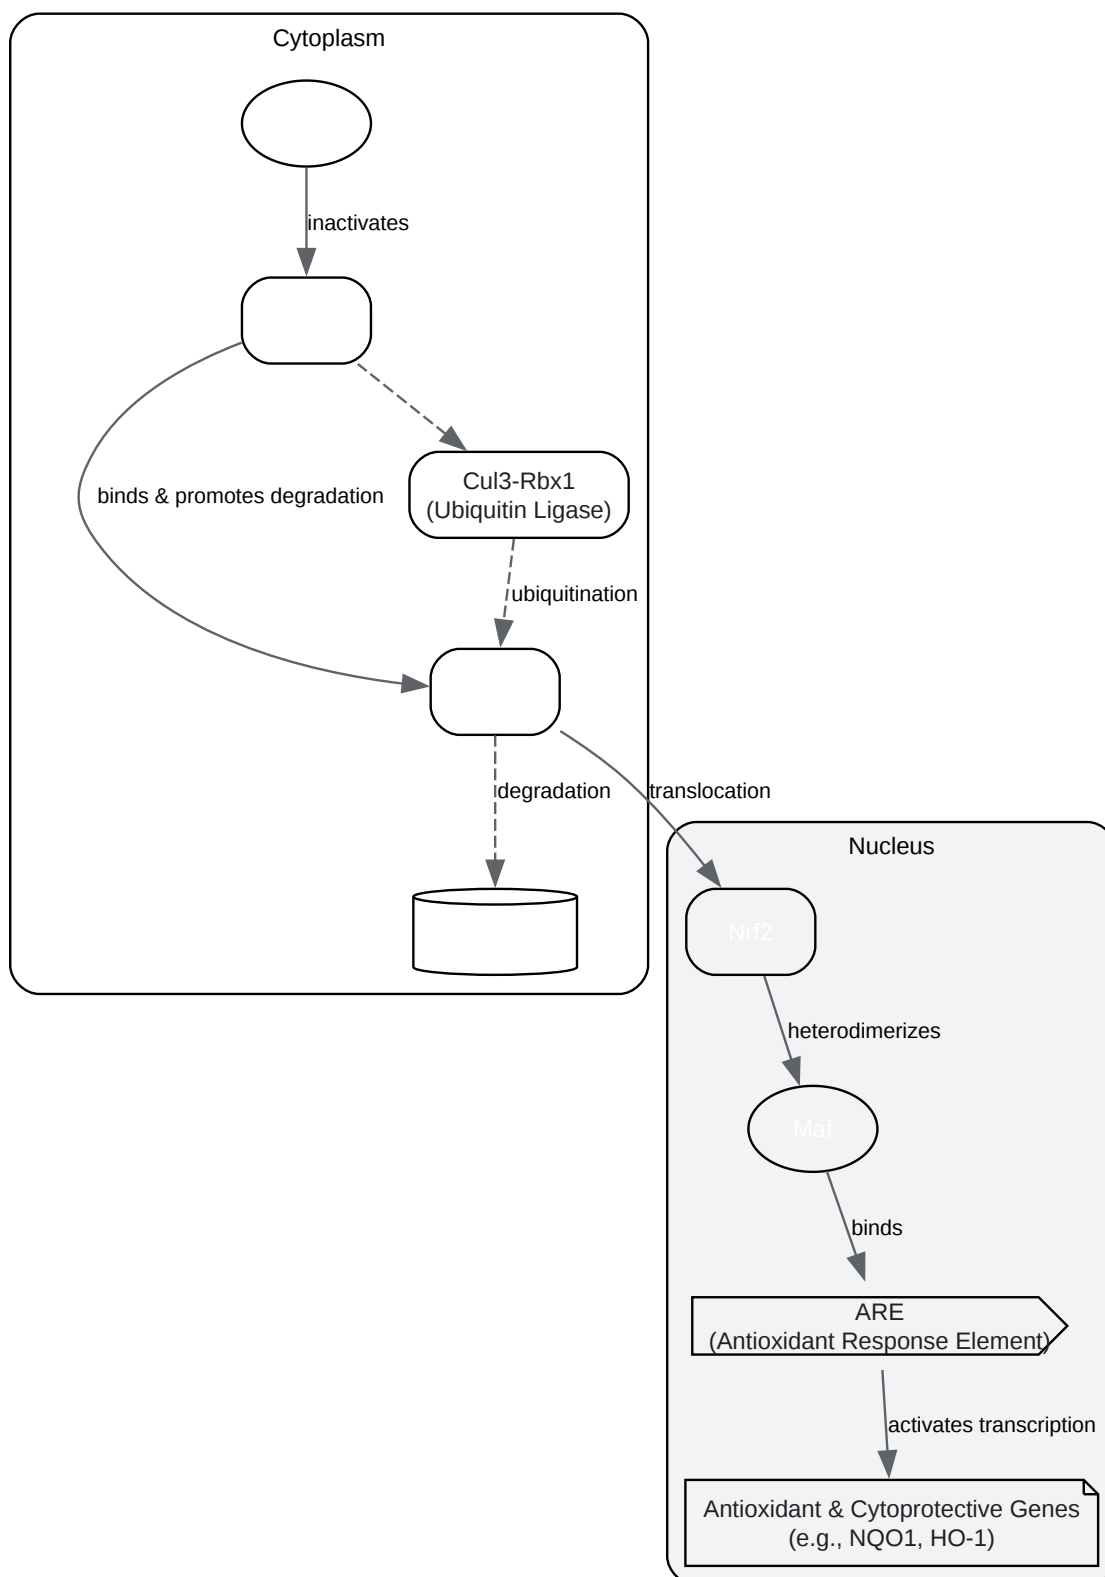 Cytoplasm
inactivates
binds & promotes degradation
Cul3-Rbx1
(Ubiquitin Ligase)
ubiquitination
degradation
translocation
Nucleus
Nrf2
heterodimerizes
Maf
binds
ARE
(Antioxidant Response Element)
activates transcription
Antioxidant & Cytoprotective Genes
(e.g., NQO1, HO-1)